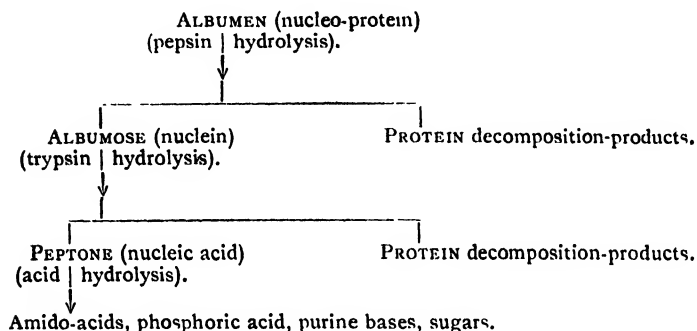 ALBUMEN (nucleo-protein)
(pepsin | hydrolysis).
ALBUMOSE (nuclein)
PROTEIN decomposition-products.
(trypsin | hydrolysis).
PEPTONE (nucleic acid)
PROTEIN decomposition-products.
(acid | hydrolysis).
Amido-acids, phosphoric acid, purine bases, sugars.